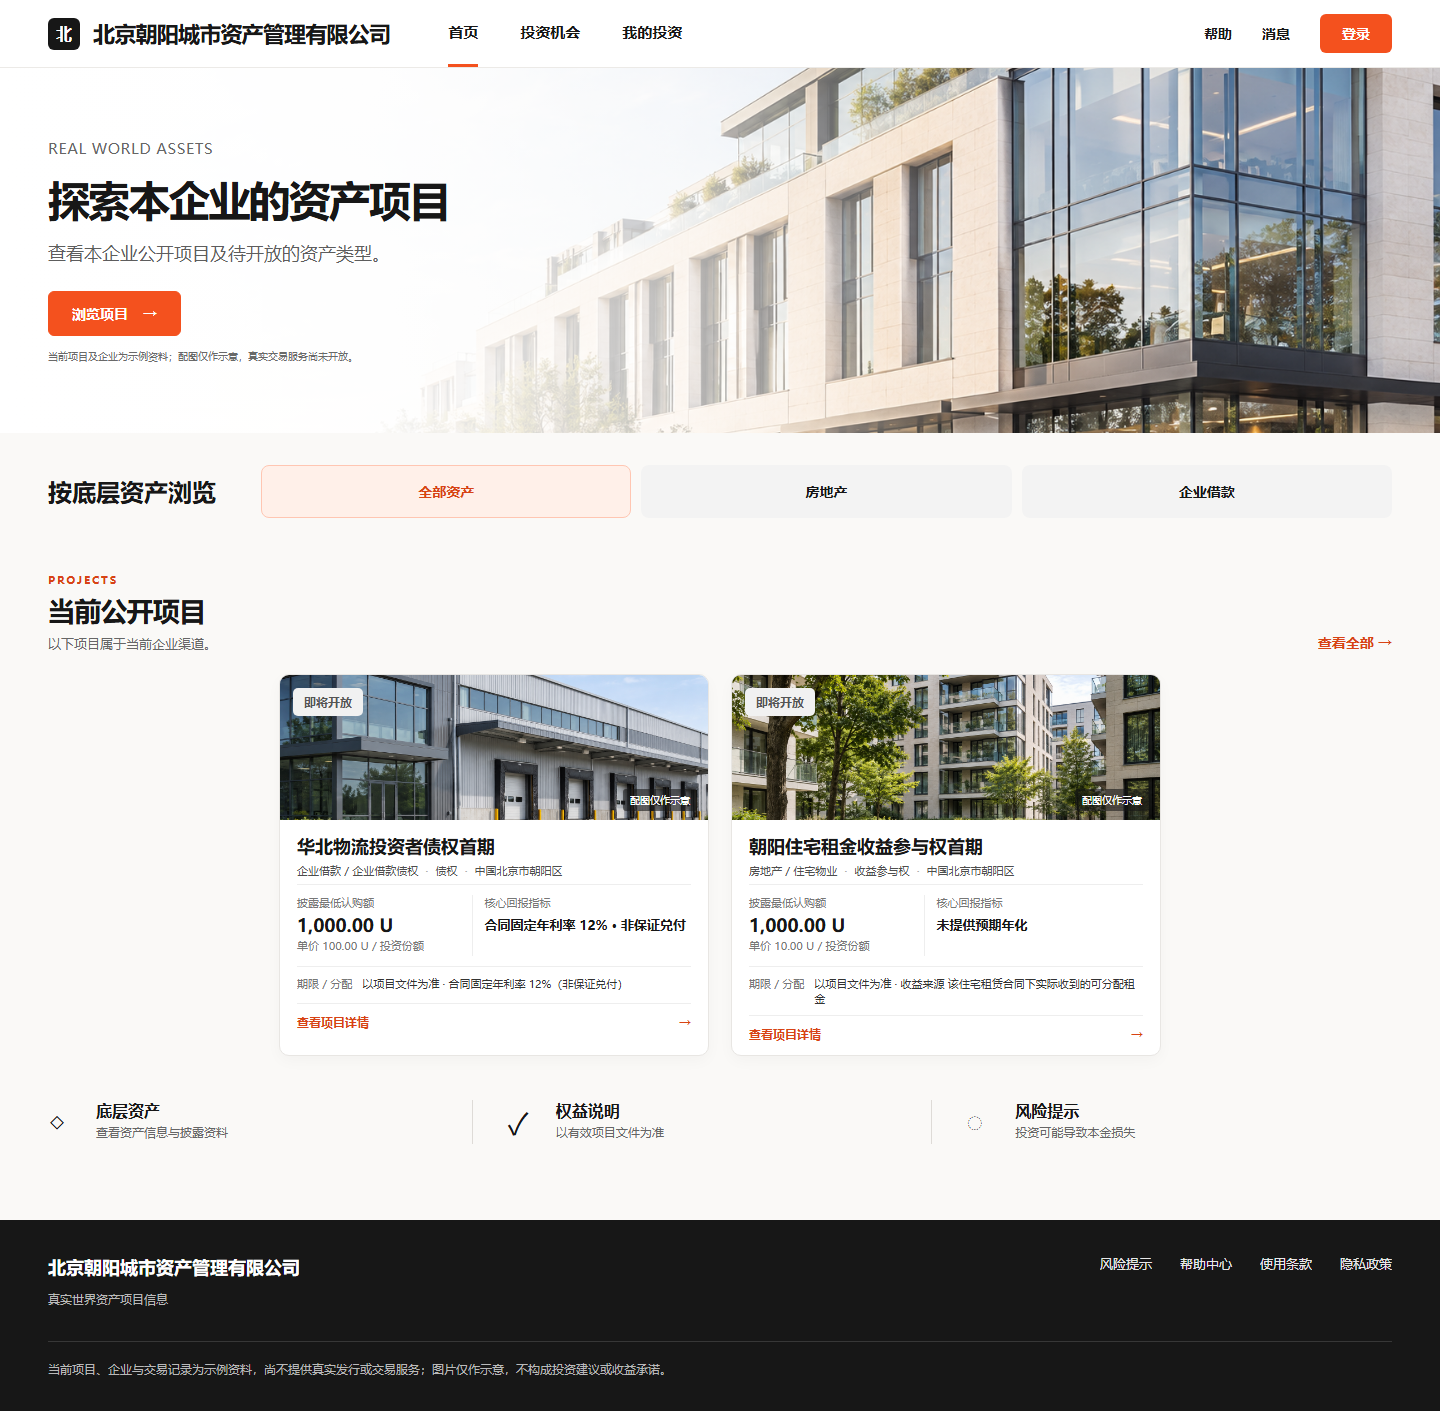 北 北京朝阳城市资产管理有限公司 首页 投资机会 我的投资 帮助 消息 登录
REAL WORLD ASSETS
探索本企业的资产项目
查看本企业公开项目及待开放的资产类型。
浏览项目 →
当前项目及企业为示例资料；配图仅作示意，真实交易服务尚未开放。
按底层资产浏览 全部资产 房地产 企业借款
PROJECTS
当前公开项目
以下项目属于当前企业渠道。 查看全部 →
即将开放
配图仅作示意
华北物流投资者债权首期
企业借款 / 企业借款债权 · 债权 · 中国北京市朝阳区
披露最低认购额 核心回报指标
1,000.00 U 合同固定年利率 12% • 非保证兑付
单价 100.00 U / 投资份额
期限 / 分配 以项目文件为准 · 合同固定年利率 12%（非保证兑付）
查看项目详情 →
即将开放
配图仅作示意
朝阳住宅租金收益参与权首期
房地产 / 住宅物业 · 收益参与权 · 中国北京市朝阳区
披露最低认购额 核心回报指标
1,000.00 U 未提供预期年化
单价 10.00 U / 投资份额
期限 / 分配 以项目文件为准 · 收益来源 该住宅租赁合同下实际收到的可分配租
金
查看项目详情 →
底层资产
查看资产信息与披露资料
权益说明
以有效项目文件为准
风险提示
投资可能导致本金损失
北京朝阳城市资产管理有限公司 风险提示 帮助中心 使用条款 隐私政策
真实世界资产项目信息
当前项目、企业与交易记录为示例资料，尚不提供真实发行或交易服务；图片仅作示意，不构成投资建议或收益承诺。